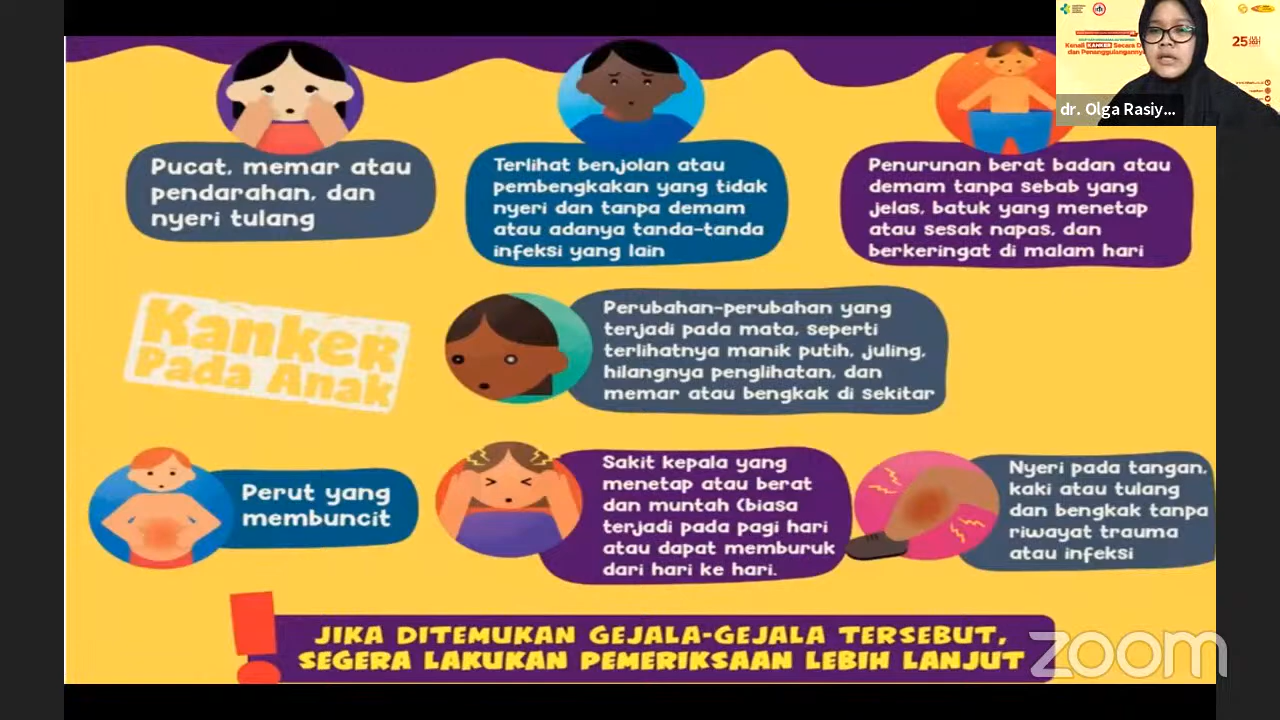 Pucat, memar atau
pendarahan, dan
nyeri tulang
Terlihat benjolan atau
pembengkakan yang tidak
nyeri dan tanpa demam
atau adanya tanda-tanda
infeksi yang lain
Penurunan berat badan atau
demam tanpa sebab yang
jelas, batuk yang menetap
atau sesak napas, dan
berkeringat di malam hari
Kenali KANKER Secara
dan Penanggulangannya
25
dr. Olga Rasiy...
Kanker
Pada Anak
Perubahan-perubahan yang
terjadi pada mata, seperti
terlihatnya manik putih, juling,
hilangnya penglihatan, dan
memar atau bengkak di sekitar
Perut yang
membuncit
Sakit kepala yang
menetap atau berat
dan muntah (biasa
terjadi pada pagi hari
atau dapat memburuk
dari hari ke hari.
Nyeri pada tangan,
kaki atau tulang
dan bengkak tanpa
riwayat trauma
atau infeksi
JIKA DITEMUKAN GEJALA-GEJALA TERSEBUT,
SEGERA LAKUKAN PEMERIKSAAN LEBIH LANJUT
zoom